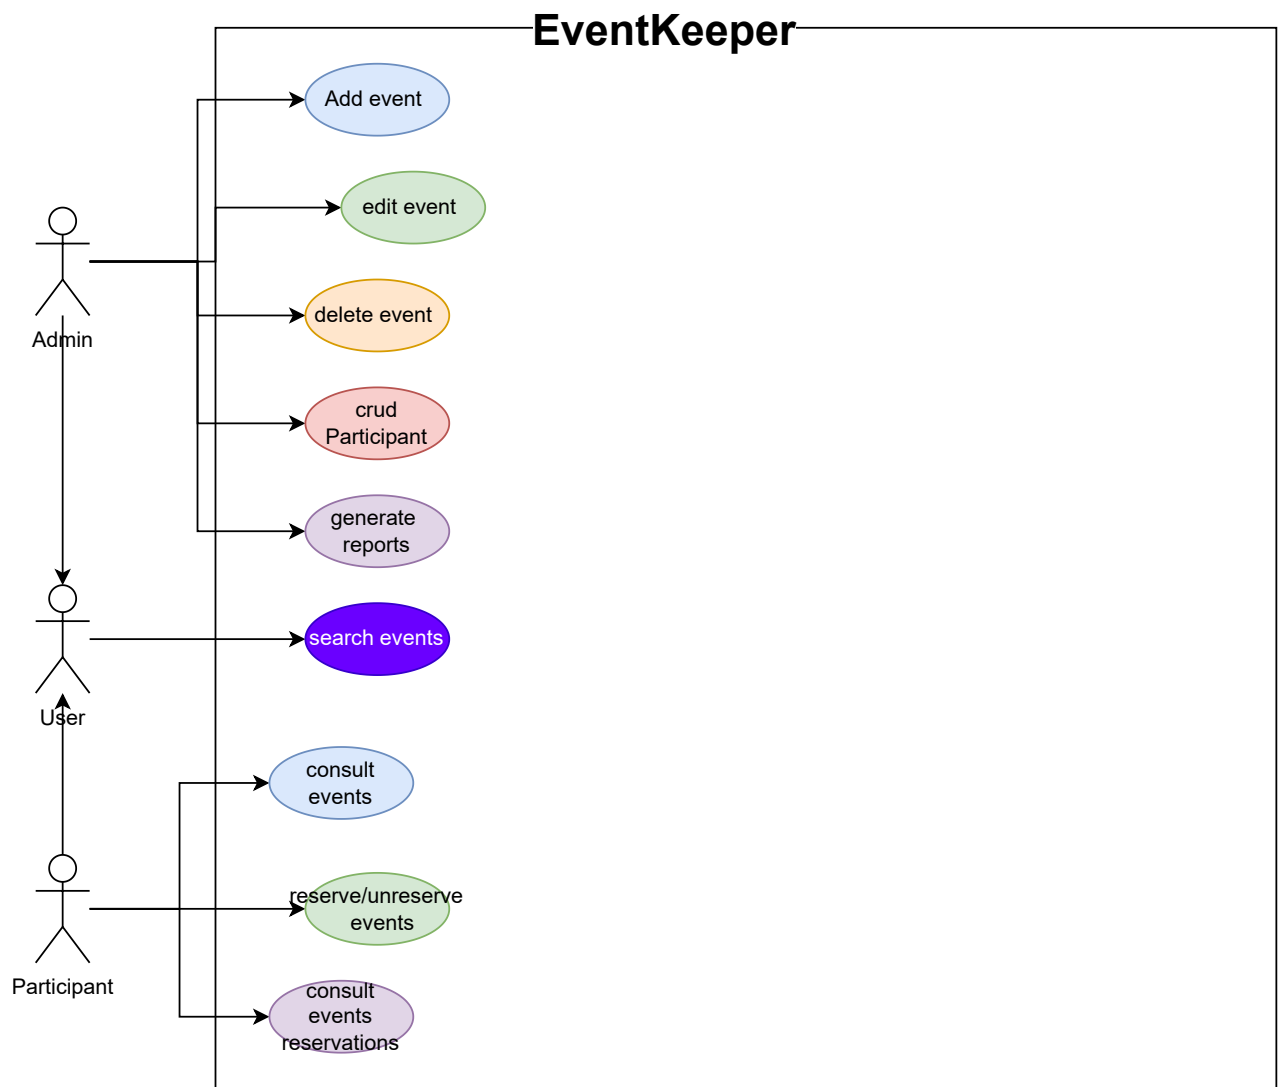 EventKeeper
Add event
edit event
Admin
delete event
crud
Participant
generate
reports
search events
User
consult
events
reserve/unreserve
events
Participant
consult
events
reservations